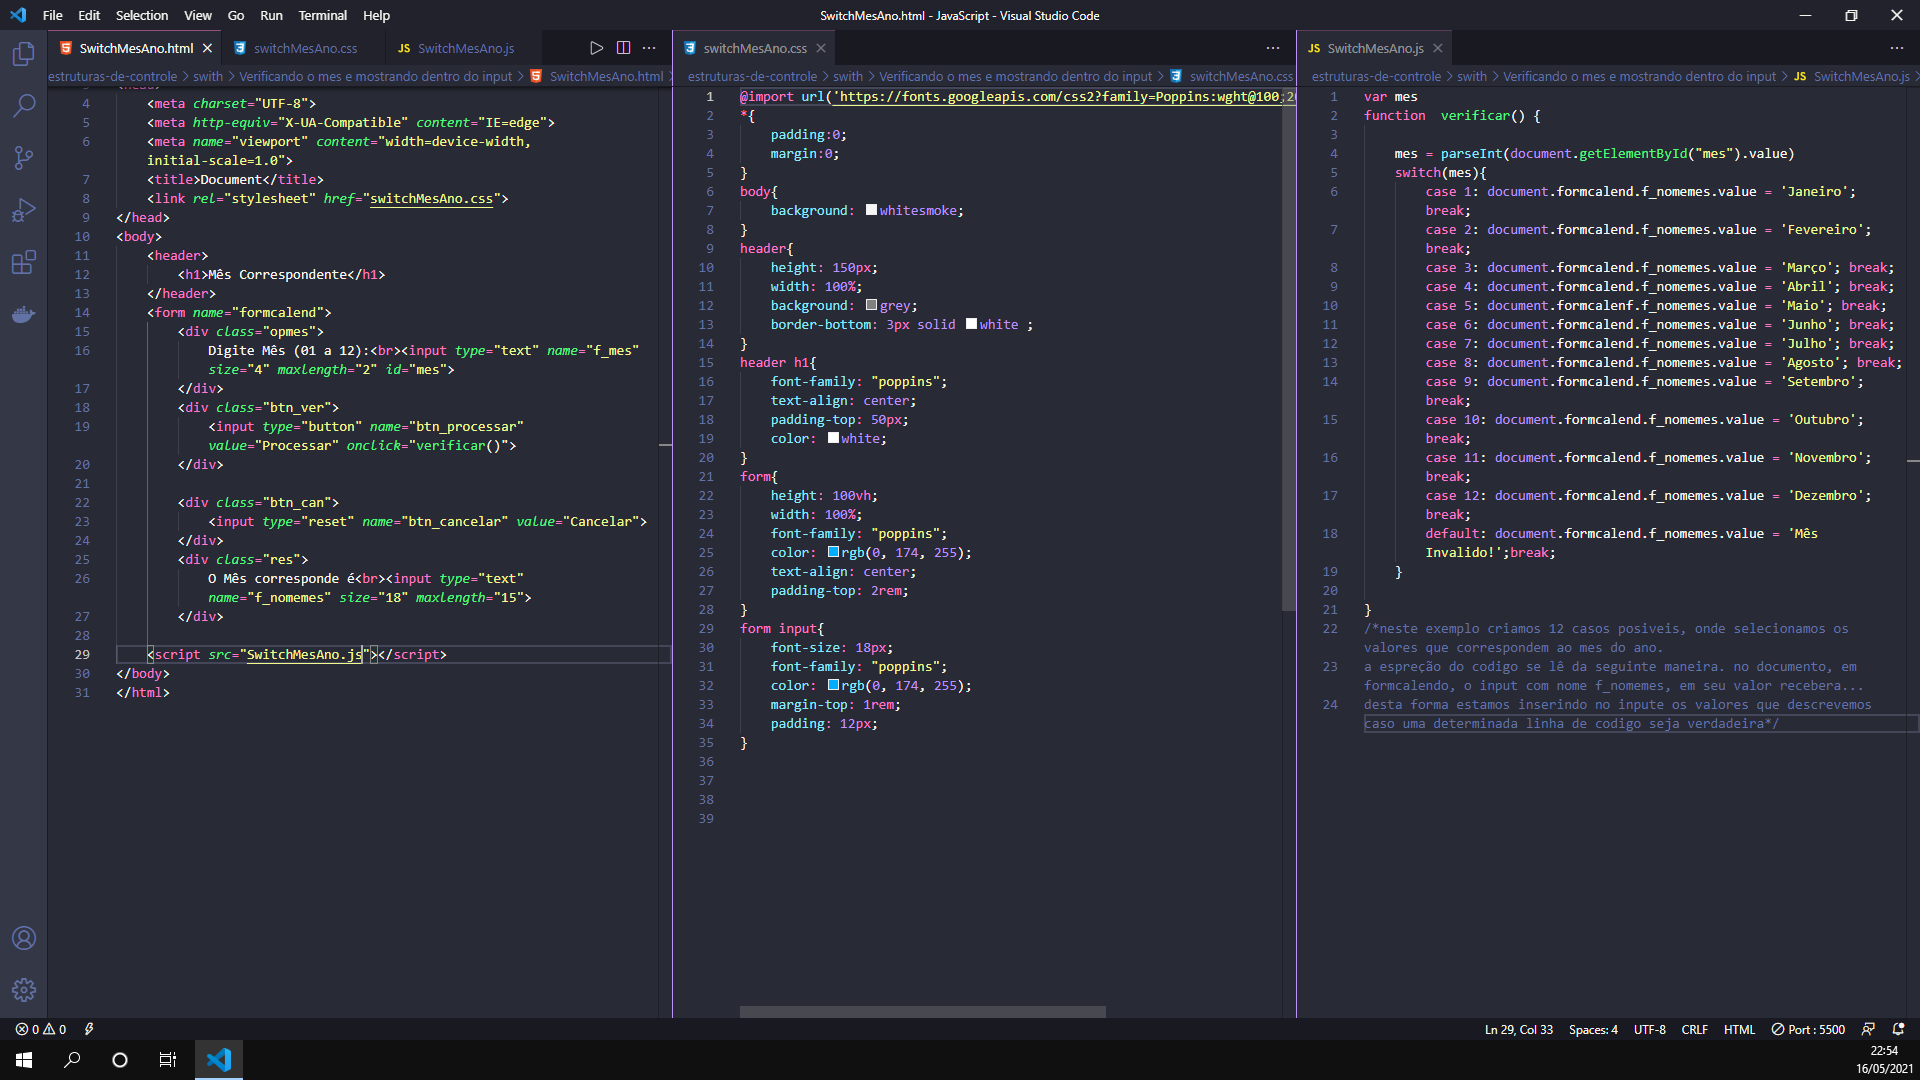 File Edit Selection View Go Run Terminal Help
SwitchMesAno.html - JavaScript - Visual Studio Code
SwitchMesAno.html
switchMesAno.css
JS SwitchMesAno.js
estruturas-de-controle > swith > Verificando o mes e mostrando dentro do input > SwitchMesAno.html >
4 <meta charset="UTF-8">
5 <meta http-equiv="X-UA-Compatible" content="IE=edge">
6 <meta name="viewport" content="width=device-width,
initial-scale=1.0">
7 <title>Document</title>
8 <link rel="stylesheet" href="switchMesAno.css">
9 </head>
10 <body>
11 <header>
12 <h1>Mês Correspondente</h1>
13 </header>
14 <form name="formcalend">
15 <div class="opmes">
16 Digite Mês (01 a 12):<br><input type="text" name="f_mes"
size="4" maxlength="2" id="mes">
17 </div>
18 <div class="btn_ver">
19 <input type="button" name="btn_processar"
value="Processar" onclick="verificar()">
20 </div>
21
22 <div class="btn_can">
23 <input type="reset" name="btn_cancelar" value="Cancelar">
24 </div>
25 <div class="res">
26 O Mês corresponde é<br><input type="text"
name="f_nomemes" size="18" maxlength="15">
27 </div>
28
29 <script src="SwitchMesAno.js"></script>
30 </body>
31 </html>
switchMesAno.css
estruturas-de-controle > swith > Verificando o mes e mostrando dentro do input > switchMesAno.css
1 @import url('https://fonts.googleapis.com/css2?family=Poppins:wght@100;20
2 *{
3 padding:0;
4 margin:0;
5 }
6 body{
7 background: whitesmoke;
8 }
9 header{
10 height: 150px;
11 width: 100%;
12 background: grey;
13 border-bottom: 3px solid white ;
14 }
15 header h1{
16 font-family: "poppins";
17 text-align: center;
18 padding-top: 50px;
19 color: white;
20 }
21 form{
22 height: 100vh;
23 width: 100%;
24 font-family: "poppins";
25 color: rgb(0, 174, 255);
26 text-align: center;
27 padding-top: 2rem;
28 }
29 form input{
30 font-size: 18px;
31 font-family: "poppins";
32 color: rgb(0, 174, 255);
33 margin-top: 1rem;
34 padding: 12px;
35 }
36
37
38
39
JS SwitchMesAno.js
estruturas-de-controle > swith > Verificando o mes e mostrando dentro do input > JS SwitchMesAno.js >
1 var mes
2 function  verificar() {
3
4 mes = parseInt(document.getElementById("mes").value)
5 switch(mes){
6 case 1: document.formcalend.f_nomemes.value = 'Janeiro';
break;
7 case 2: document.formcalend.f_nomemes.value = 'Fevereiro';
break;
8 case 3: document.formcalend.f_nomemes.value = 'Março'; break;
9 case 4: document.formcalend.f_nomemes.value = 'Abril'; break;
10 case 5: document.formcalenf.f_nomemes.value = 'Maio'; break;
11 case 6: document.formcalend.f_nomemes.value = 'Junho'; break;
12 case 7: document.formcalend.f_nomemes.value = 'Julho'; break;
13 case 8: document.formcalend.f_nomemes.value = 'Agosto'; break;
14 case 9: document.formcalend.f_nomemes.value = 'Setembro';
break;
15 case 10: document.formcalend.f_nomemes.value = 'Outubro';
break;
16 case 11: document.formcalend.f_nomemes.value = 'Novembro';
break;
17 case 12: document.formcalend.f_nomemes.value = 'Dezembro';
break;
18 default: document.formcalend.f_nomemes.value = 'Mês
Invalido!';break;
19 }
20
21 }
22 /*neste exemplo criamos 12 casos posiveis, onde selecionamos os
valores que correspondem ao mes do ano.
23 a espreção do codigo se lê da seguinte maneira. no documento, em
formcalendo, o input com nome f_nomemes, em seu valor recebera...
24 desta forma estamos inserindo no inpute os valores que descrevemos
caso uma determinada linha de codigo seja verdadeira*/
0 0
Ln 29, Col 33 Spaces: 4 UTF-8 CRLF HTML Port : 5500
22:54
16/05/2021